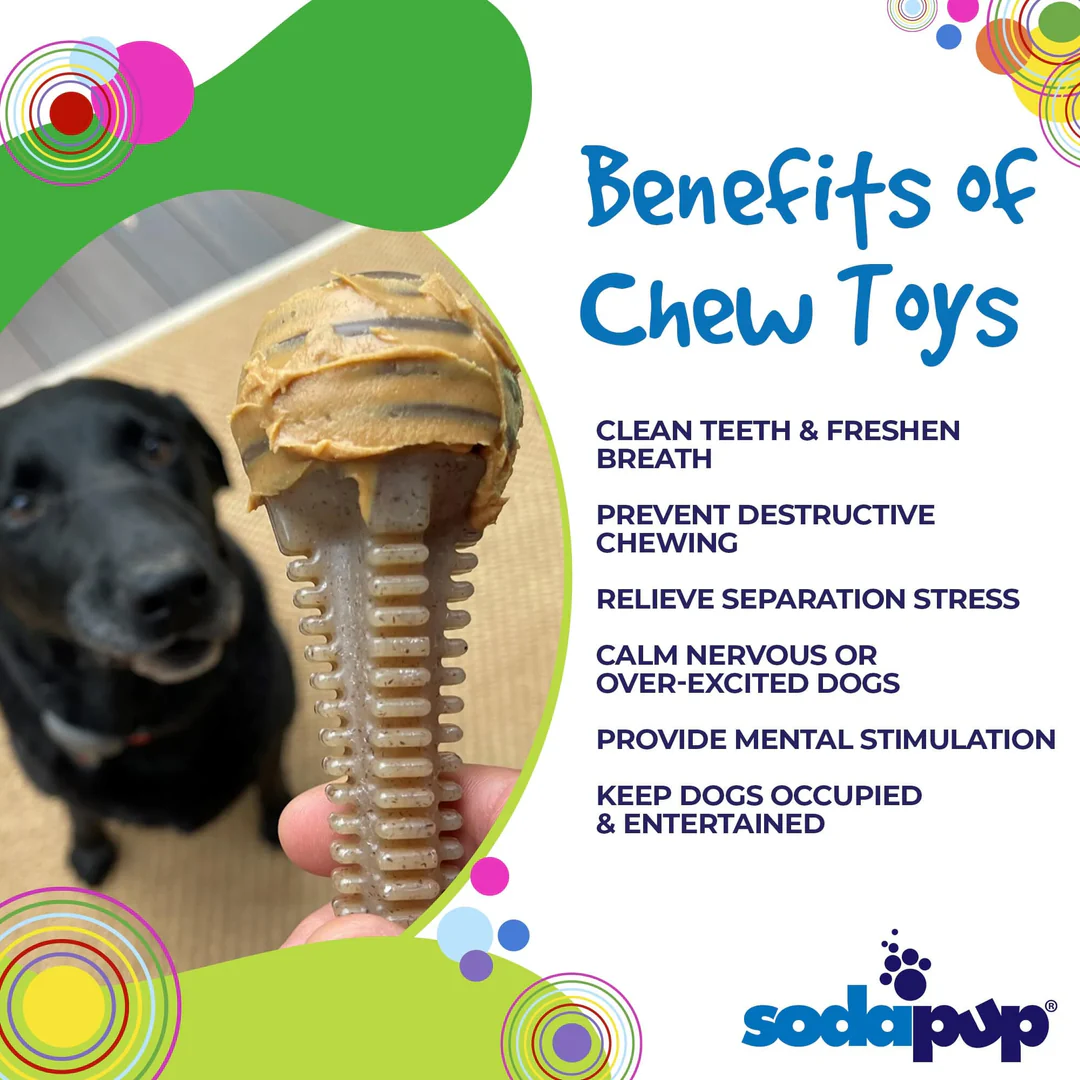 Benefits of
Chew Toys
CLEAN TEETH & FRESHEN
BREATH
PREVENT DESTRUCTIVE
CHEWING
RELIEVE SEPARATION STRESS
CALM NERVOUS OR
OVER-EXCITED DOGS
PROVIDE MENTAL STIMULATION
KEEP DOGS OCCUPIED
& ENTERTAINED
sodapup®